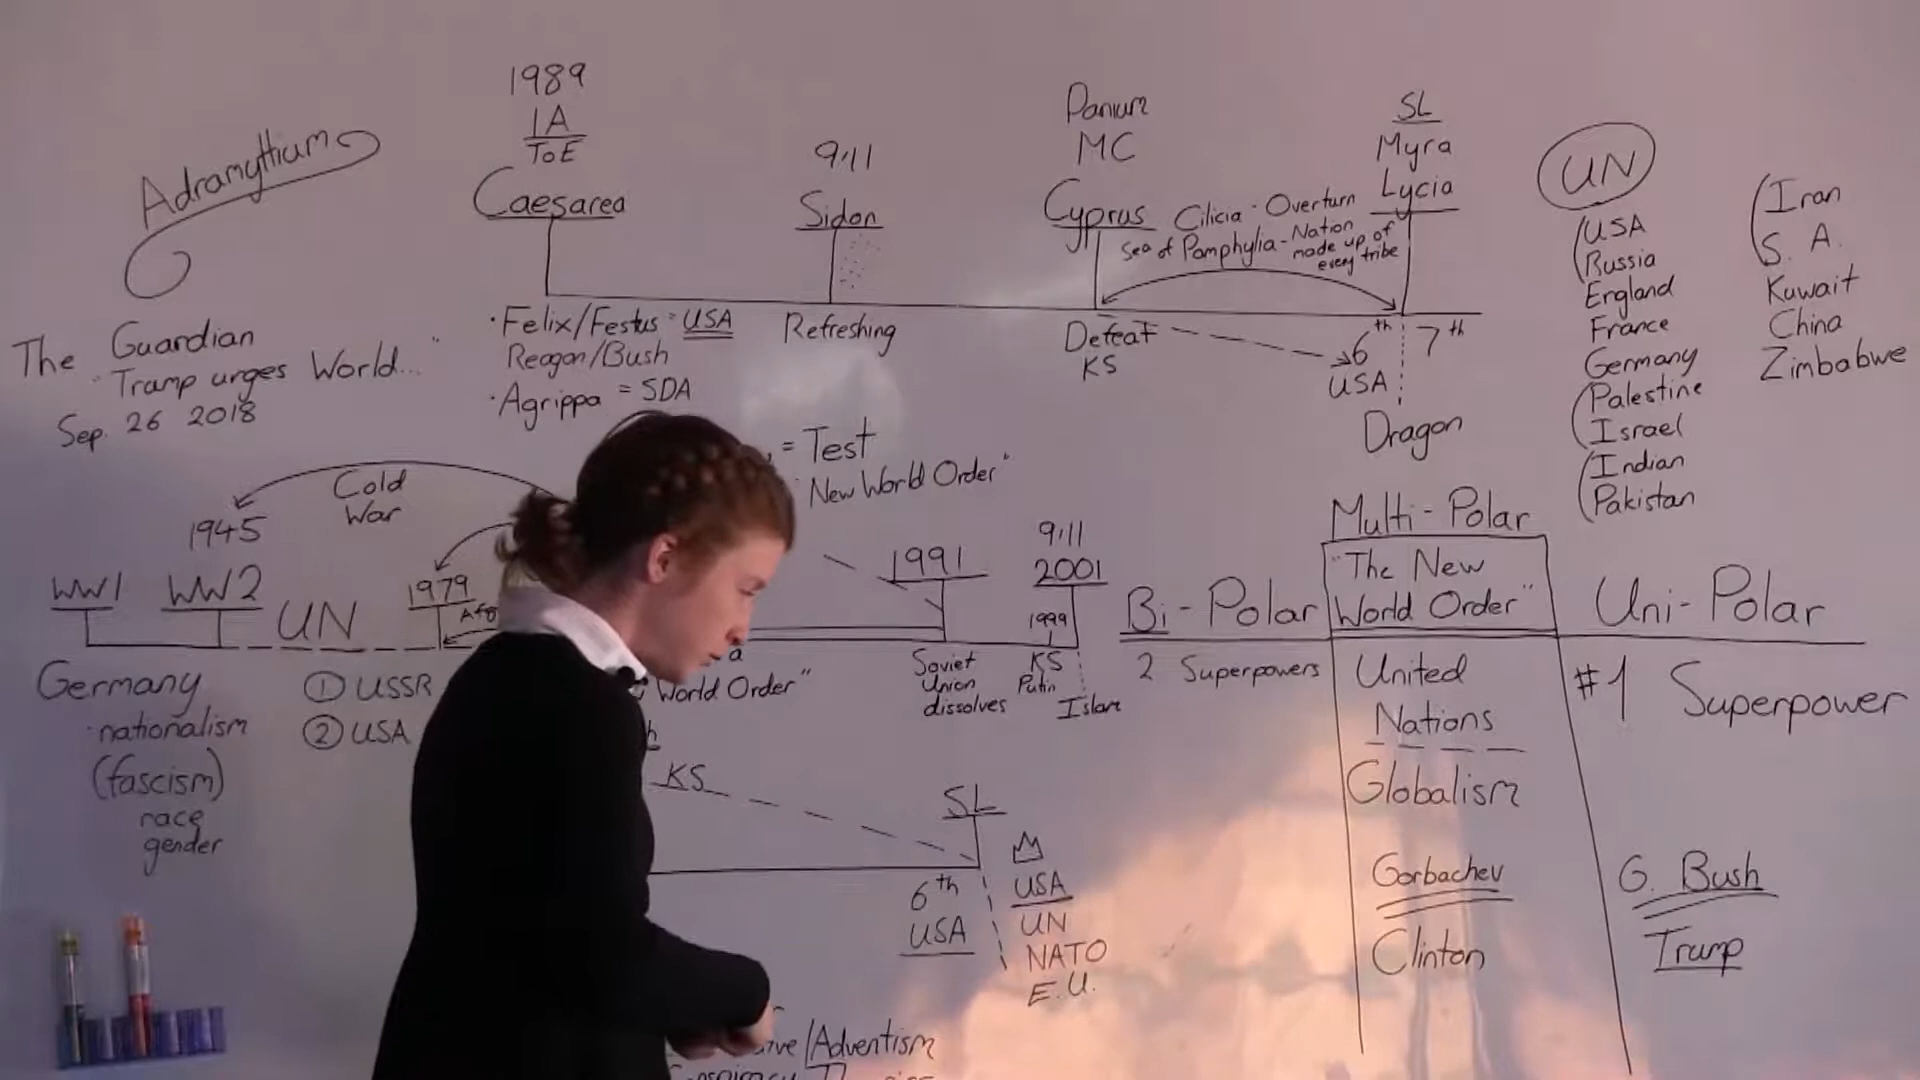 Adramyttium
The Guardian
"Trump urges World..."
Sep. 26 2018
1989
1A
ToE
Caesarea
·Felix/Festus = USA
Reagan/Bush
·Agrippa = SDA
9·11
Sidon
Refreshing
Panium
MC
Cyprus
Defeat
KS
Cilicia - Overturn
Sea of Pamphylia - Nation
made up of
every tribe
SL
Myra
Lycia
6th
USA
7th
Dragon
UN
USA
Russia
England
France
Germany
Palestine
Israel
Indian
Pakistan
Iran
S. A.
Kuwait
China
Zimbabwe
= Test
New World Order"
Cold
War
1945
WW1
WW2
UN
1979
Germany
·nationalism
(fascism)
race
gender
① USSR
② USA
a
World Order"
1991
Soviet
Union
dissolves
9·11
2001
1999
KS
Putin
Islam
KS
SL
6th
USA
USA
UN
NATO
E.U.
/Adventism
Bi-Polar
2 Superpowers
Multi-Polar
"The New
World Order"
United
Nations
Globalism
Gorbachev
Clinton
Uni-Polar
#1 Superpower
G. Bush
Trump